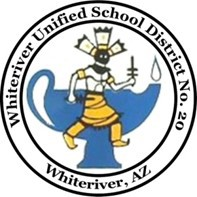 Whiteriver Unified School District No. 20
Whiteriver, AZ